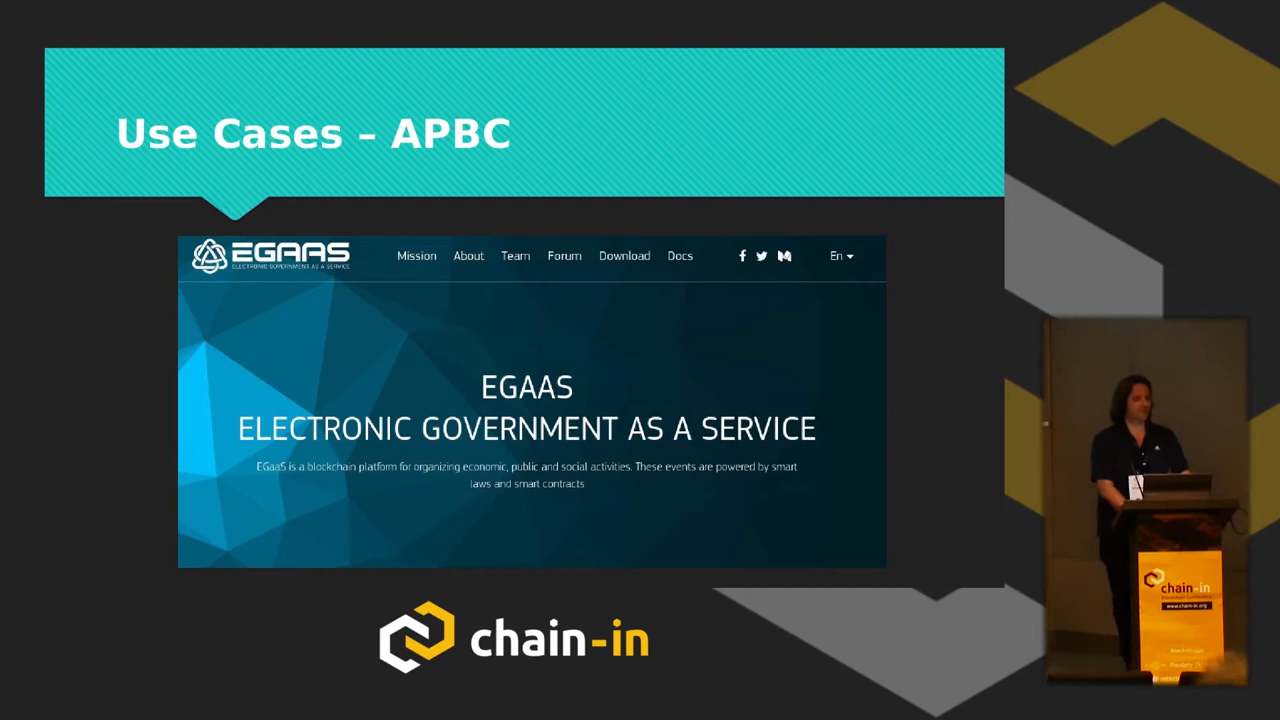 Use Cases – APBC
EGAAS
ELECTRONIC GOVERNMENT AS A SERVICE
Mission About Team Forum Download Docs En
EGAAS
ELECTRONIC GOVERNMENT AS A SERVICE
EGaaS is a blockchain platform for organizing economic, public and social activities. These events are powered by smart
laws and smart contracts
chain-in
chain-in
Blockchain Conference
www.chain-in.org